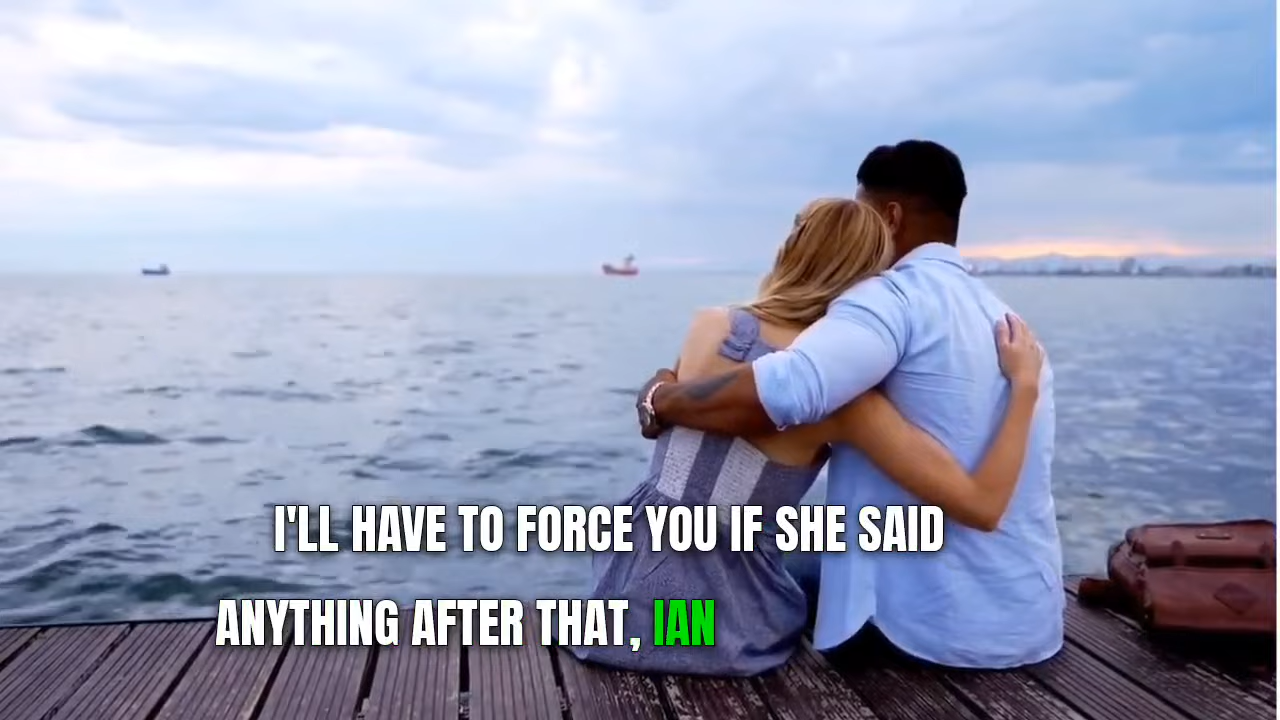 I'LL HAVE TO FORCE YOU IF SHE SAID
ANYTHING AFTER THAT, IAN